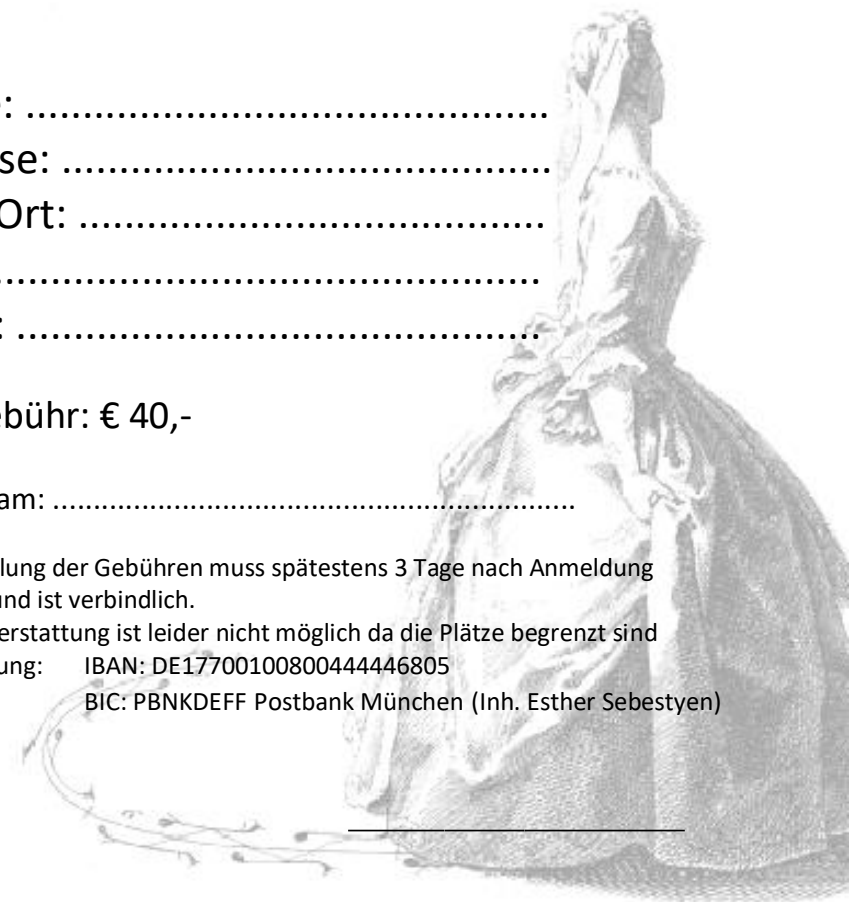 : ...............................................
se: ............................................
Ort: ..........................................
.................................................
: ...............................................
ebühr: € 40,-
am: .................................................................
lung der Gebühren muss spätestens 3 Tage nach Anmeldung
und ist verbindlich.
erstattung ist leider nicht möglich da die Plätze begrenzt sind
ung: IBAN: DE17700100800444446805
BIC: PBNKDEFF Postbank München (Inh. Esther Sebestyen)